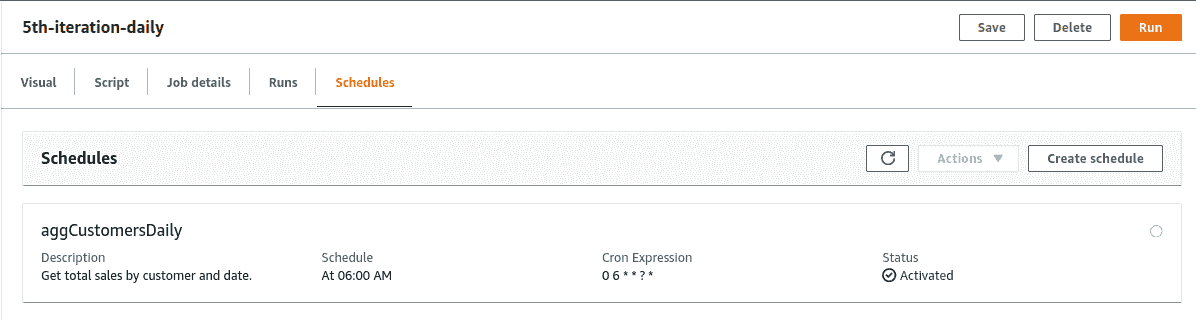 5th-iteration-daily
Save
Delete
Run
Visual
Script
Job details
Runs
Schedules
Schedules
Actions
Create schedule
aggCustomersDaily
Description
Schedule
Cron Expression
Status
Get total sales by customer and date.
At 06:00 AM
0 6 * * ? *
Activated